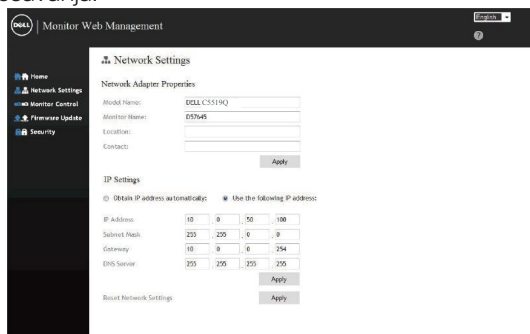 DELL | Monitor Web Management
English
?
Home
Network Settings
Monitor Control
Firmware Update
Security
Network Settings
Network Adapter Properties
Model Name: DELL C5519Q
Monitor Name: D57645
Location:
Contact:
Apply
IP Settings
Obtain IP address automatically: Use the following IP address:
IP Address 10 . 0 . 50 . 100
Subnet Mask 255 . 255 . 0 . 0
Gateway 10 . 0 . 0 . 254
DNS Server 255 . 255 . 255 . 255
Apply
Reset Network Settings Apply